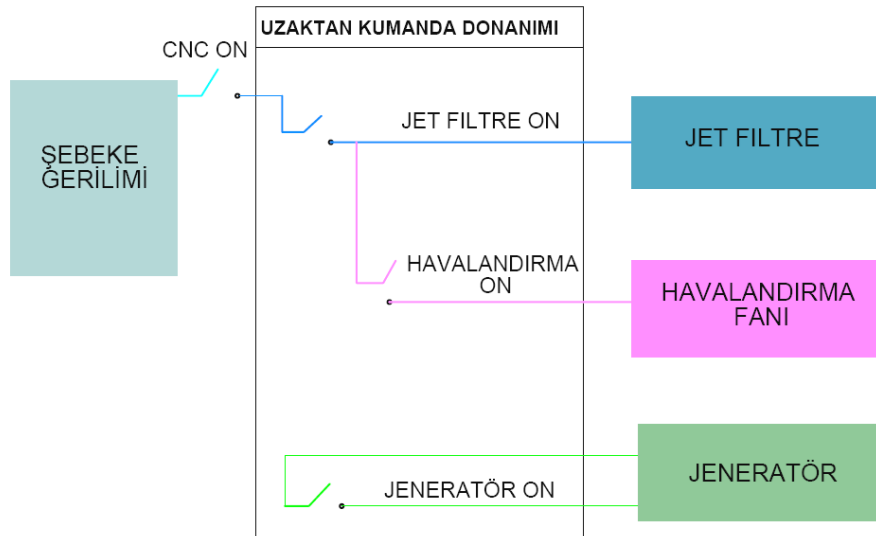 UZAKTAN KUMANDA DONANIMI
CNC ON
ŞEBEKE
GERİLİMİ
JET FILTRE ON
JET FILTRE
HAVALANDIRMA
ON
HAVALANDIRMA
FANI
JENERATÖR ON
JENERATÖR